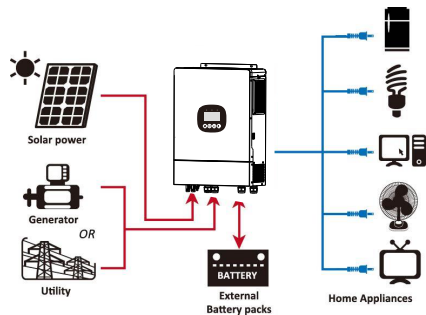 Solar power
Generator
OR
Utility
BATTERY
External
Battery packs
Home Appliances